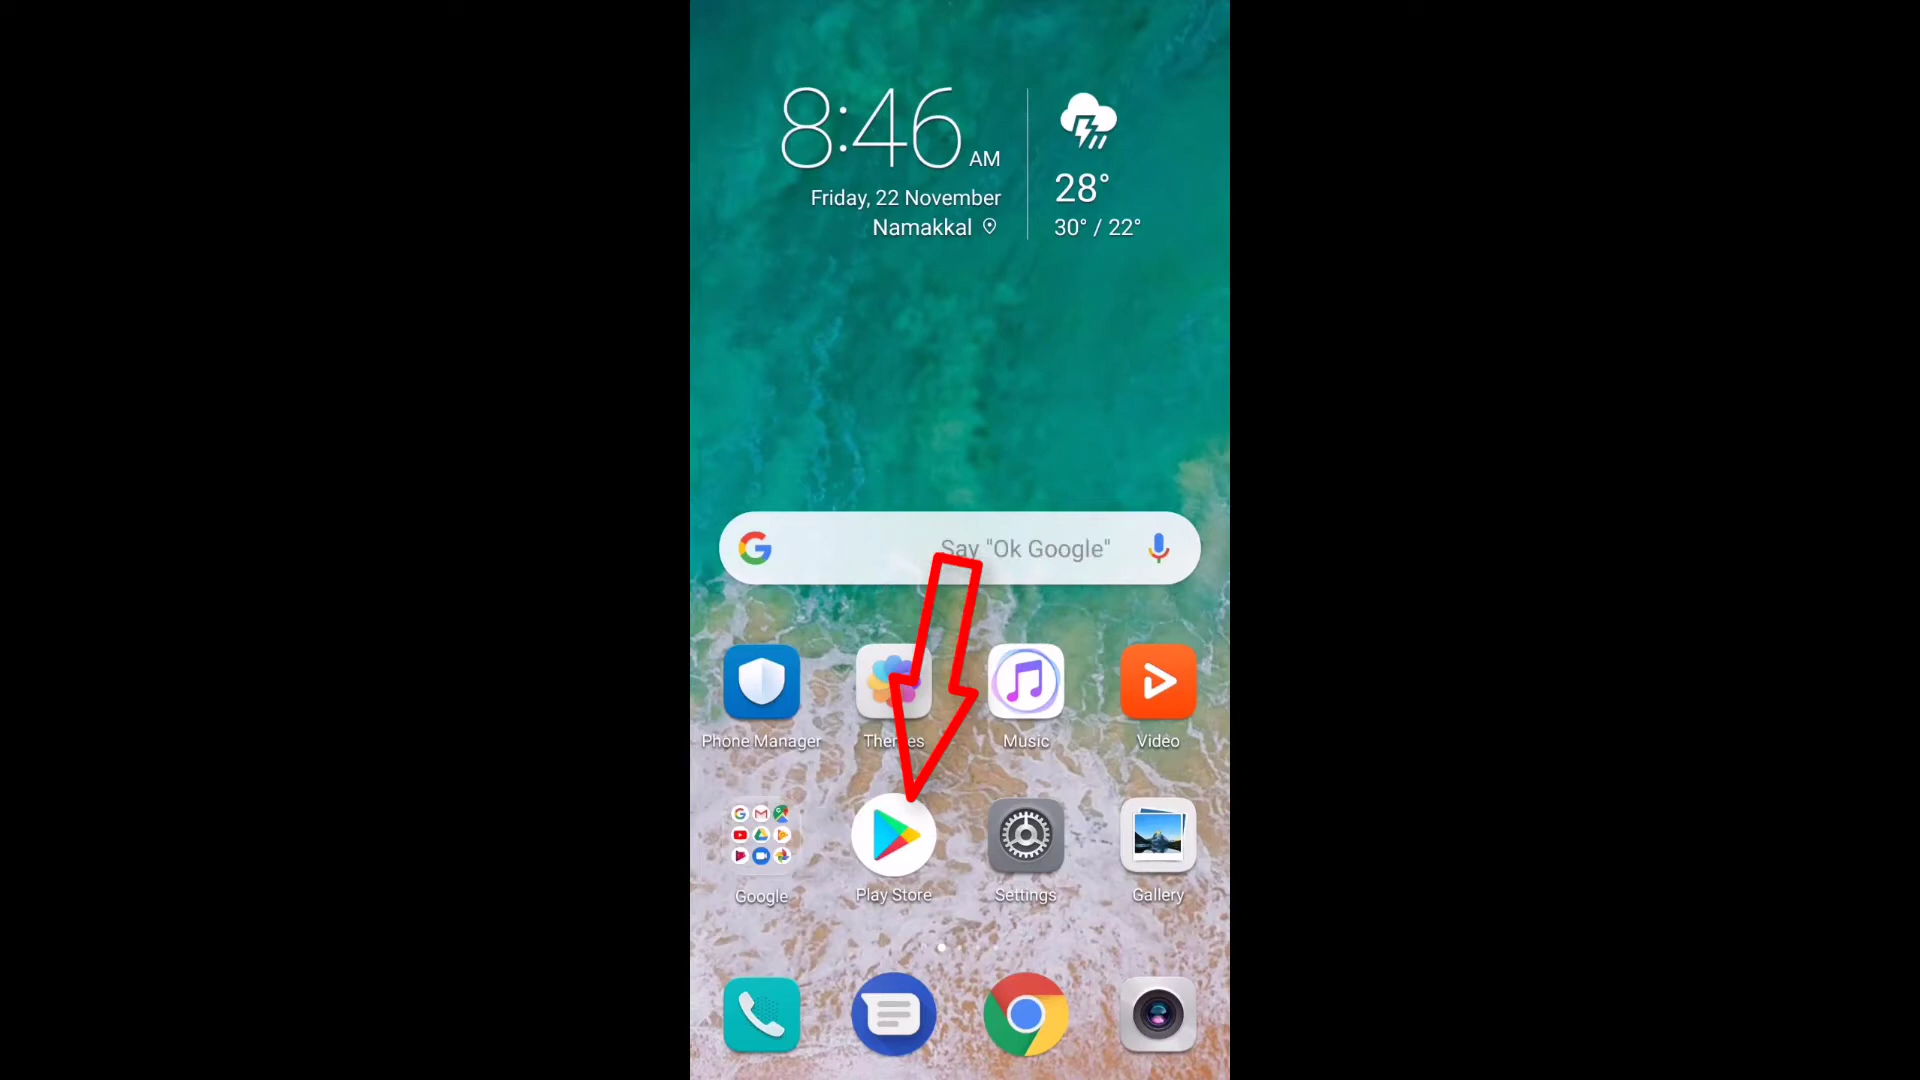 8:46 AM
Friday, 22 November
Namakkal
28°
30° / 22°
Say "Ok Google"
Phone Manager
Themes
Music
Video
Google
Play Store
Settings
Gallery